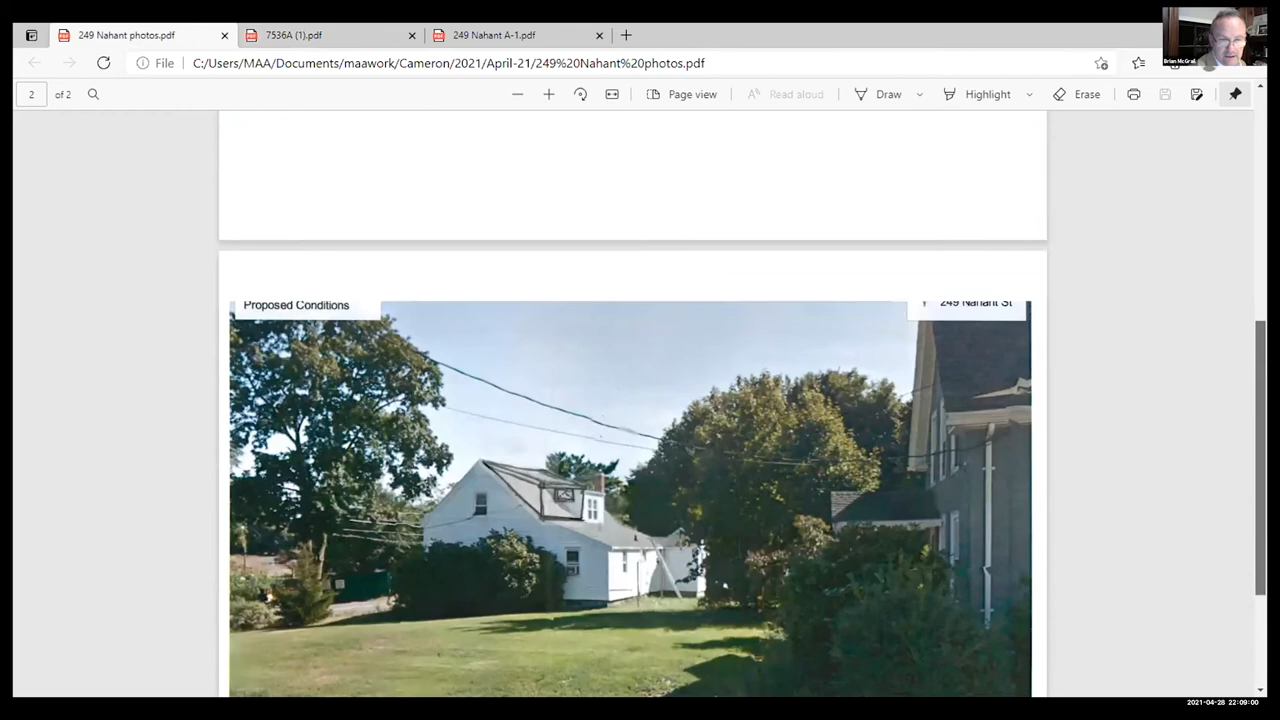 249 Nahant photos.pdf
7536A (1).pdf
249 Nahant A-1.pdf
File C:/Users/MAA/Documents/maawork/Cameron/2021/April-21/249%20Nahant%20photos.pdf
2 of 2
Page view
Read aloud
Draw
Highlight
Erase
Proposed Conditions
249 Nahant St
2021-04-28 22:09:00